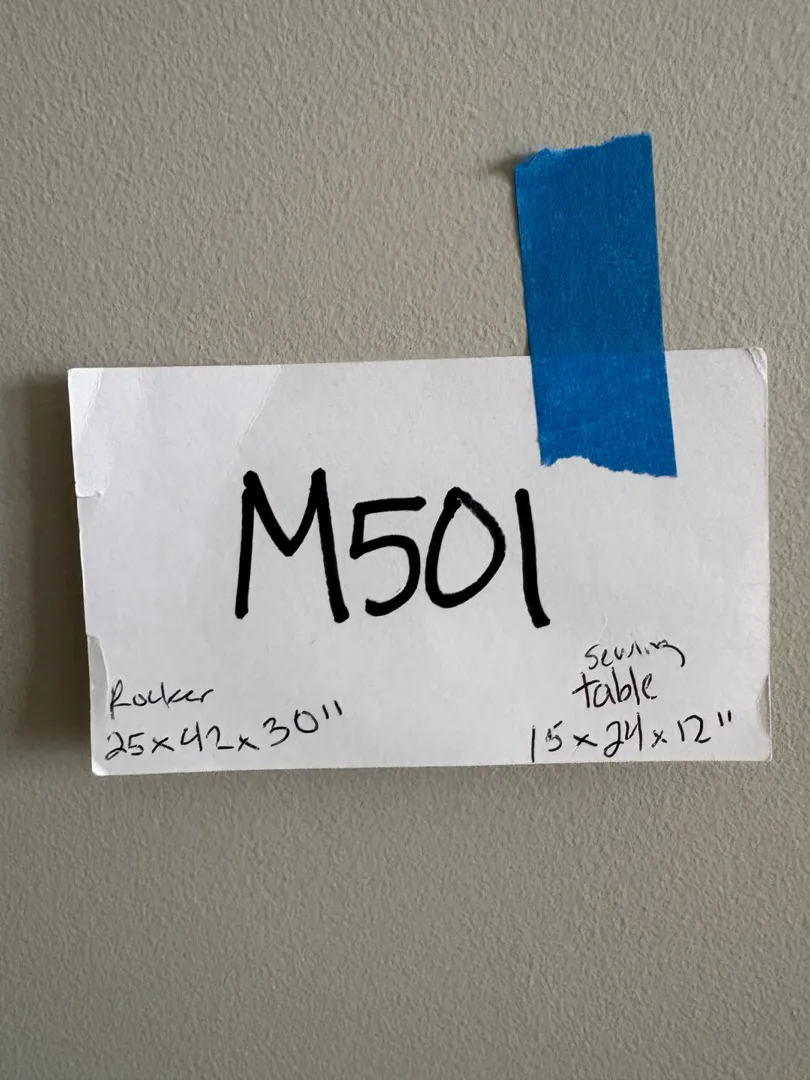 M501
Rocker
25x42x30"
sewing
table
15x24x12"